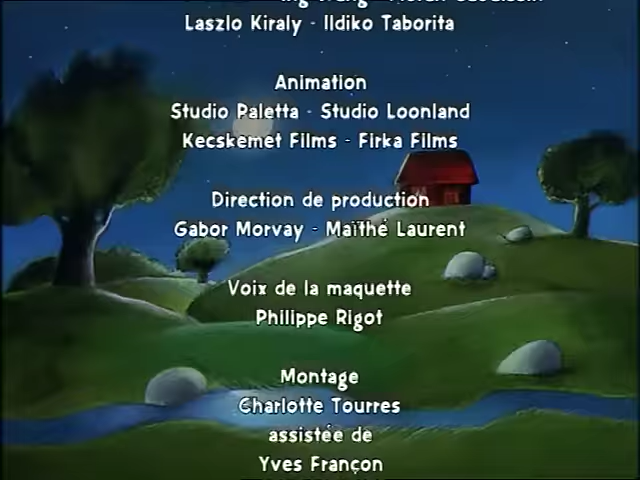 Laszlo Kiraly - Ildiko Taborita
Animation
Studio Paletta - Studio Loonland
Kecskemet Films - Firka Films
Direction de production
Gabor Morvay - Maïthé Laurent
Voix de la maquette
Philippe Rigot
Montage
Charlotte Tourres
assistée de
Yves Françon